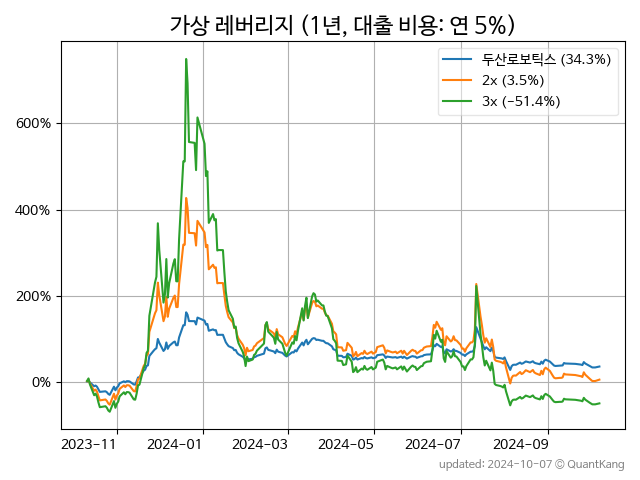 가상 레버리지 (1년, 대출 비용: 연 5%)
두산로보틱스 (34.3%)
2x (3.5%)
3x (−51.4%)
600%
400%
200%
0%
2023-11
2024-01
2024-03
2024-05
2024-07
2024-09
updated: 2024-10-07 © QuantKang